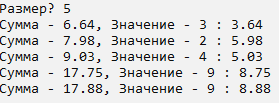 Размер? 5
Сумма - 6.64, Значение - 3 : 3.64
Сумма - 7.98, Значение - 2 : 5.98
Сумма - 9.03, Значение - 4 : 5.03
Сумма - 17.75, Значение - 9 : 8.75
Сумма - 17.88, Значение - 9 : 8.88